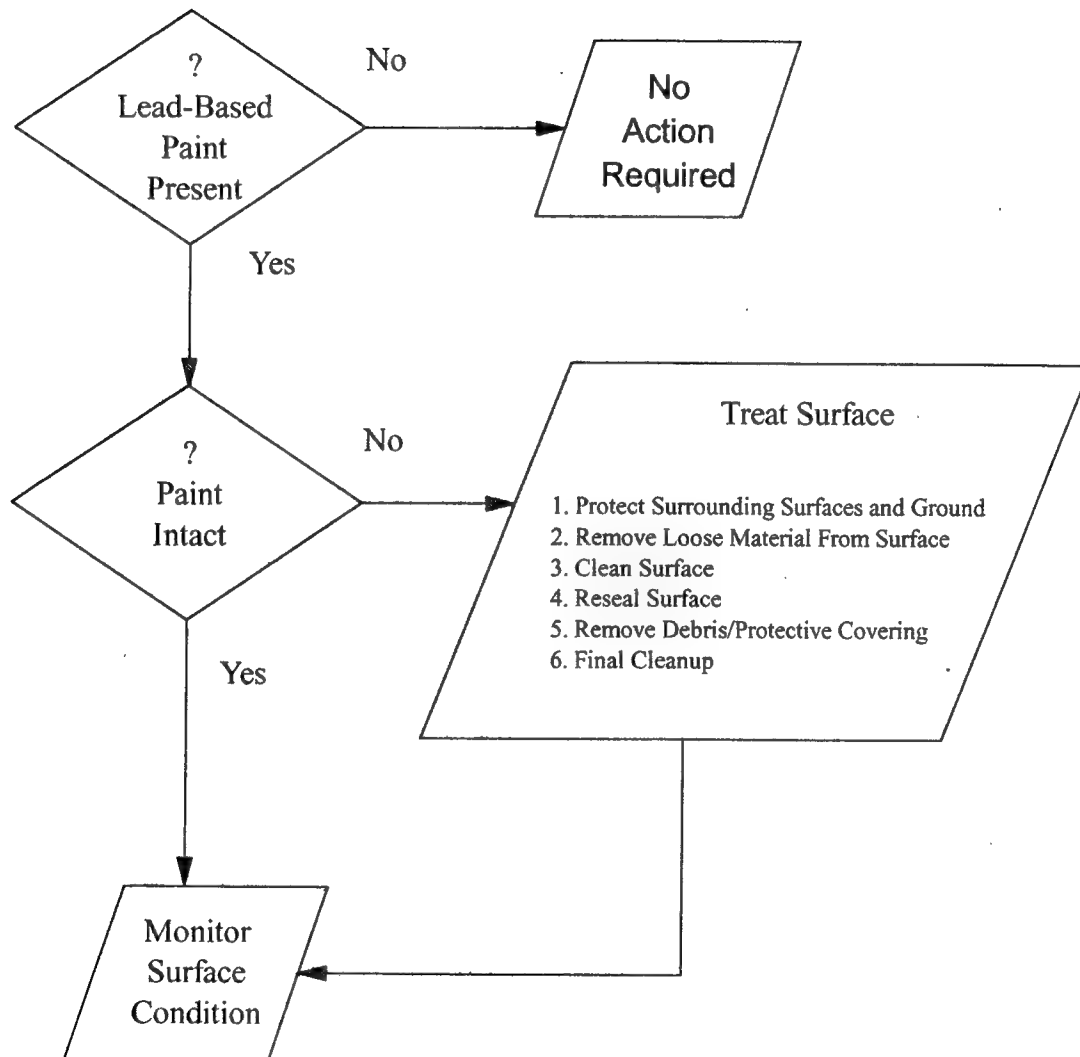 ?
Lead-Based
Paint
Present
No
No
Action
Required
Yes
?
Paint
Intact
No
Treat Surface
1. Protect Surrounding Surfaces and Ground
2. Remove Loose Material From Surface
3. Clean Surface
4. Reseal Surface
5. Remove Debris/Protective Covering
6. Final Cleanup
Yes
Monitor
Surface
Condition